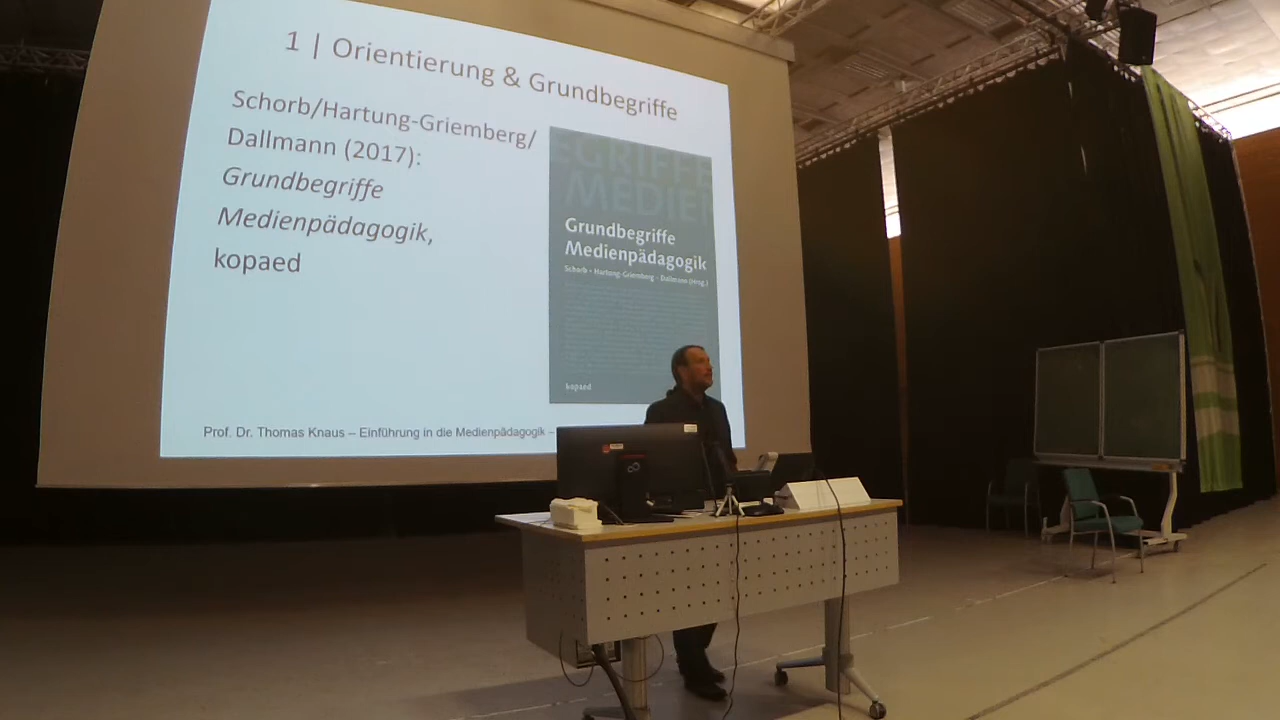 1 | Orientierung & Grundbegriffe
Schorb/Hartung-Griemberg/
Dallmann (2017):
Grundbegriffe
Medienpädagogik,
kopaed
EGRIFFE
MEDIEN
Grundbegriffe
Medienpädagogik
Schorb • Hartung-Griemberg • Dallmann (Hrsg.)
kopaed
Prof. Dr. Thomas Knaus – Einführung in die Medienpädagogik –